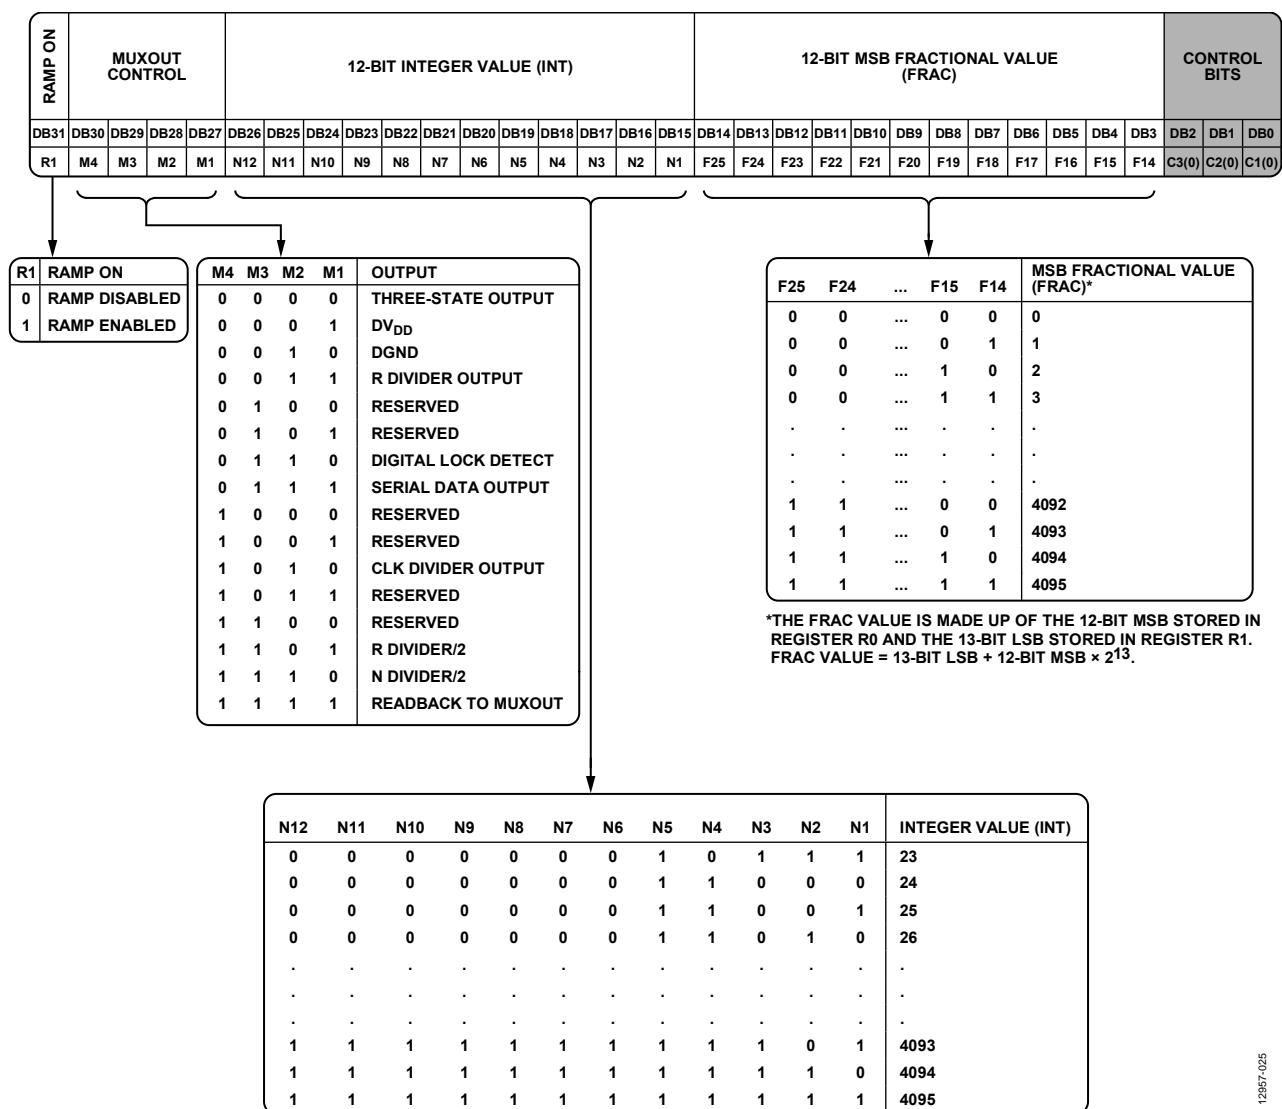 RAMP ON
MUXOUT
CONTROL
12-BIT INTEGER VALUE (INT)
12-BIT MSB FRACTIONAL VALUE
(FRAC)
CONTROL
BITS
DB31 DB30 DB29 DB28 DB27 DB26 DB25 DB24 DB23 DB22 DB21 DB20 DB19 DB18 DB17 DB16 DB15 DB14 DB13 DB12 DB11 DB10 DB9 DB8 DB7 DB6 DB5 DB4 DB3 DB2 DB1 DB0
R1 M4 M3 M2 M1 N12 N11 N10 N9 N8 N7 N6 N5 N4 N3 N2 N1 F25 F24 F23 F22 F21 F20 F19 F18 F17 F16 F15 F14 C3(0) C2(0) C1(0)
R1 RAMP ON
0 RAMP DISABLED
1 RAMP ENABLED
M4 M3 M2 M1 OUTPUT
0 0 0 0 THREE-STATE OUTPUT
0 0 0 1 DVDD
0 0 1 0 DGND
0 0 1 1 R DIVIDER OUTPUT
0 1 0 0 RESERVED
0 1 0 1 RESERVED
0 1 1 0 DIGITAL LOCK DETECT
0 1 1 1 SERIAL DATA OUTPUT
1 0 0 0 RESERVED
1 0 0 1 RESERVED
1 0 1 0 CLK DIVIDER OUTPUT
1 0 1 1 RESERVED
1 1 0 0 RESERVED
1 1 0 1 R DIVIDER/2
1 1 1 0 N DIVIDER/2
1 1 1 1 READBACK TO MUXOUT
F25 F24 ... F15 F14 MSB FRACTIONAL VALUE
(FRAC)*
0 0 ... 0 0 0
0 0 ... 0 1 1
0 0 ... 1 0 2
0 0 ... 1 1 3
. . ... . . .
. . ... . . .
. . ... . . .
1 1 ... 0 0 4092
1 1 ... 0 1 4093
1 1 ... 1 0 4094
1 1 ... 1 1 4095
*THE FRAC VALUE IS MADE UP OF THE 12-BIT MSB STORED IN
REGISTER R0 AND THE 13-BIT LSB STORED IN REGISTER R1.
FRAC VALUE = 13-BIT LSB + 12-BIT MSB × 2¹³.
N12 N11 N10 N9 N8 N7 N6 N5 N4 N3 N2 N1 INTEGER VALUE (INT)
0 0 0 0 0 0 0 1 0 1 1 1 23
0 0 0 0 0 0 0 1 1 0 0 0 24
0 0 0 0 0 0 0 1 1 0 0 1 25
0 0 0 0 0 0 0 1 1 0 1 0 26
. . . . . . . . . . . . .
. . . . . . . . . . . . .
. . . . . . . . . . . . .
1 1 1 1 1 1 1 1 1 1 0 1 4093
1 1 1 1 1 1 1 1 1 1 1 0 4094
1 1 1 1 1 1 1 1 1 1 1 1 4095
12957-025